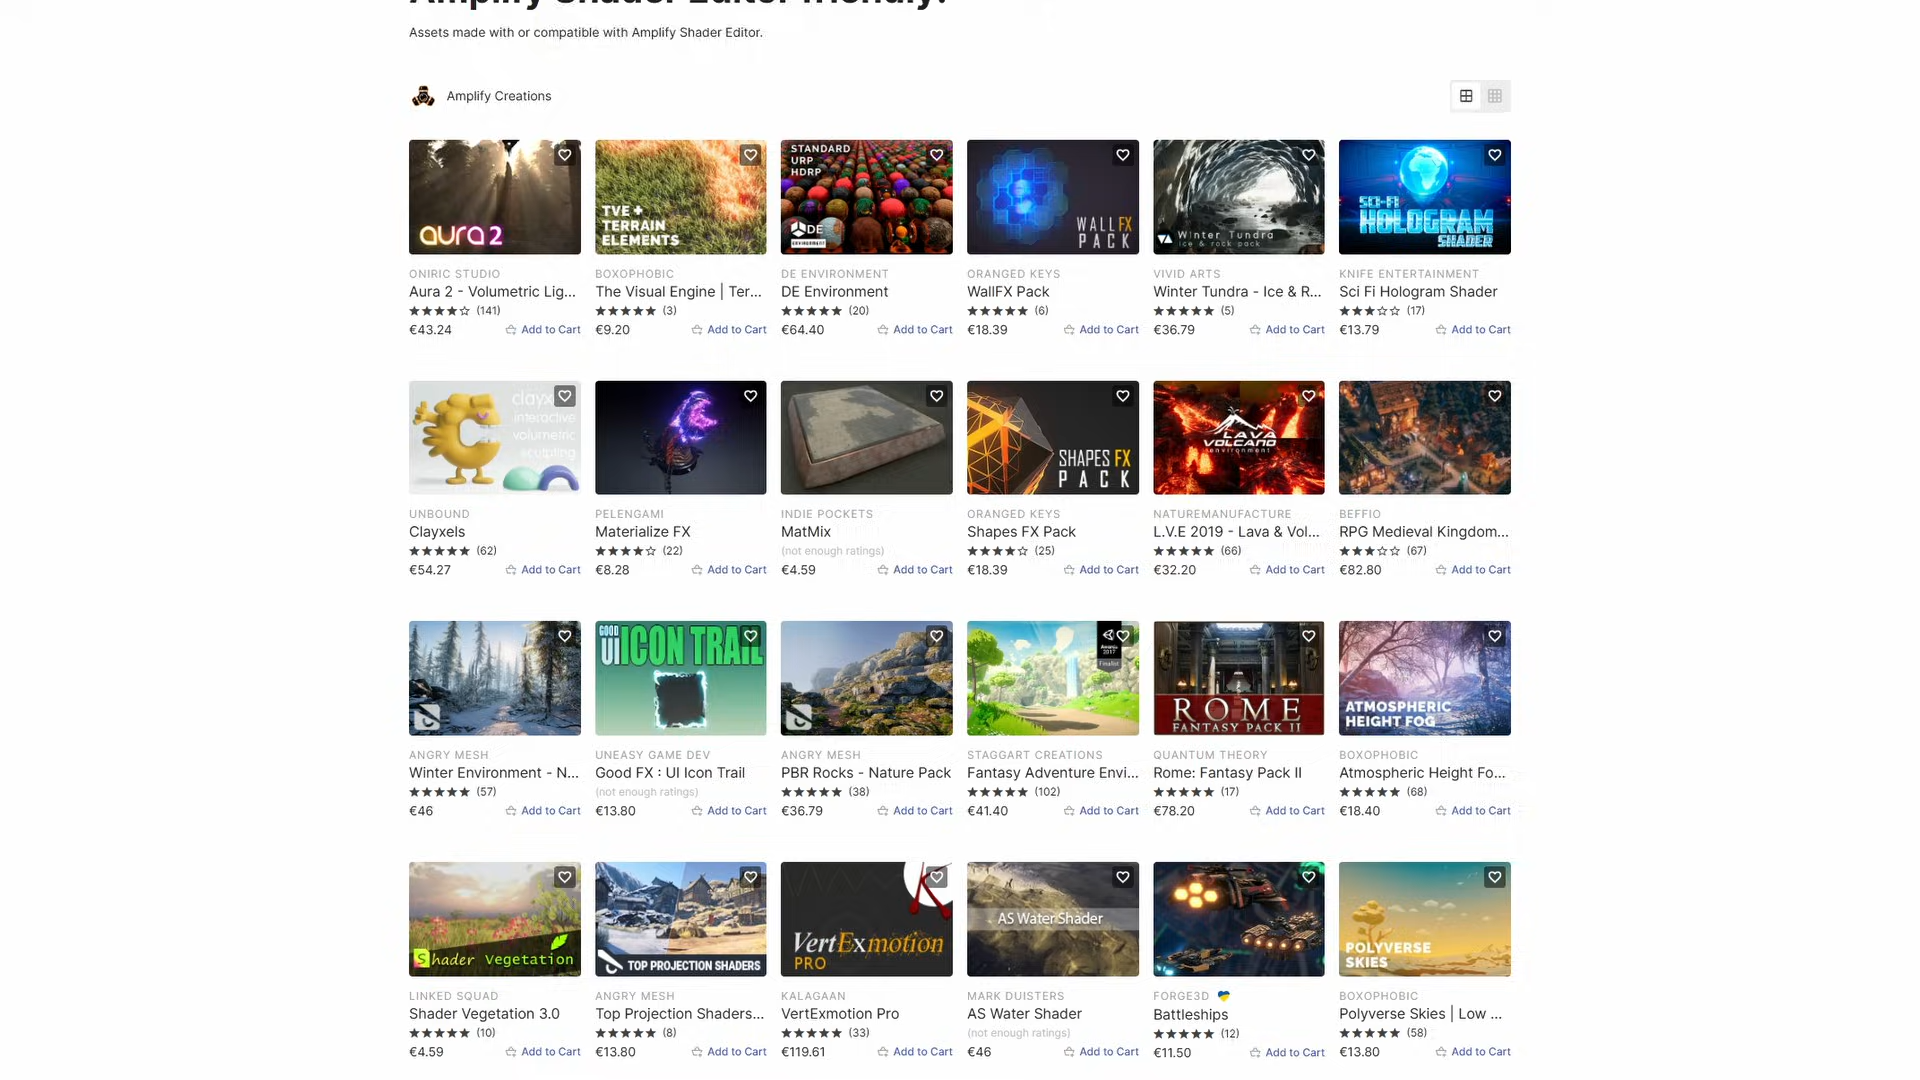 Amplify Shader Editor friendly!
Assets made with or compatible with Amplify Shader Editor.
Amplify Creations
aura 2
TVE +
TERRAIN
ELEMENTS
STANDARD
URP
HDRP
DE
ENVIRONMENT
WALLFX
PACK
Winter Tundra
ice & rock pack
SCI-FI
HOLOGRAM
SHADER
ONIRIC STUDIO
Aura 2 - Volumetric Lig...
(141)
€43.24 Add to Cart
BOXOPHOBIC
The Visual Engine | Ter...
(3)
€9.20 Add to Cart
DE ENVIRONMENT
DE Environment
(20)
€64.40 Add to Cart
ORANGED KEYS
WallFX Pack
(6)
€18.39 Add to Cart
VIVID ARTS
Winter Tundra - Ice & R...
(5)
€36.79 Add to Cart
KNIFE ENTERTAINMENT
Sci Fi Hologram Shader
(17)
€13.79 Add to Cart
interactive
volumetric
sculpting
SHAPES FX
PACK
LAVA
VOLCANO
environment
UNBOUND
Clayxels
(62)
€54.27 Add to Cart
PELENGAMI
Materialize FX
(22)
€8.28 Add to Cart
INDIE POCKETS
MatMix
(not enough ratings)
€4.59 Add to Cart
ORANGED KEYS
Shapes FX Pack
(25)
€18.39 Add to Cart
NATUREMANUFACTURE
L.V.E 2019 - Lava & Vol...
(66)
€32.20 Add to Cart
BEFFIO
RPG Medieval Kingdom...
(67)
€82.80 Add to Cart
GOOD
UI ICON TRAIL
Awards
2017
Finalist
ROME
FANTASY PACK II
ATMOSPHERIC
HEIGHT FOG
ANGRY MESH
Winter Environment - N...
(57)
€46 Add to Cart
UNEASY GAME DEV
Good FX : UI Icon Trail
(not enough ratings)
€13.80 Add to Cart
ANGRY MESH
PBR Rocks - Nature Pack
(38)
€36.79 Add to Cart
STAGGART CREATIONS
Fantasy Adventure Envi...
(102)
€41.40 Add to Cart
QUANTUM THEORY
Rome: Fantasy Pack II
(17)
€78.20 Add to Cart
BOXOPHOBIC
Atmospheric Height Fo...
(68)
€18.40 Add to Cart
Shader Vegetation
TOP PROJECTION SHADERS
VertExmotion
PRO
AS Water Shader
POLYVERSE
SKIES
LINKED SQUAD
Shader Vegetation 3.0
(10)
€4.59 Add to Cart
ANGRY MESH
Top Projection Shaders...
(8)
€13.80 Add to Cart
KALAGAAN
VertExmotion Pro
(33)
€119.61 Add to Cart
MARK DUISTERS
AS Water Shader
(not enough ratings)
€46 Add to Cart
FORGE3D
Battleships
(12)
€11.50 Add to Cart
BOXOPHOBIC
Polyverse Skies | Low ...
(58)
€13.80 Add to Cart